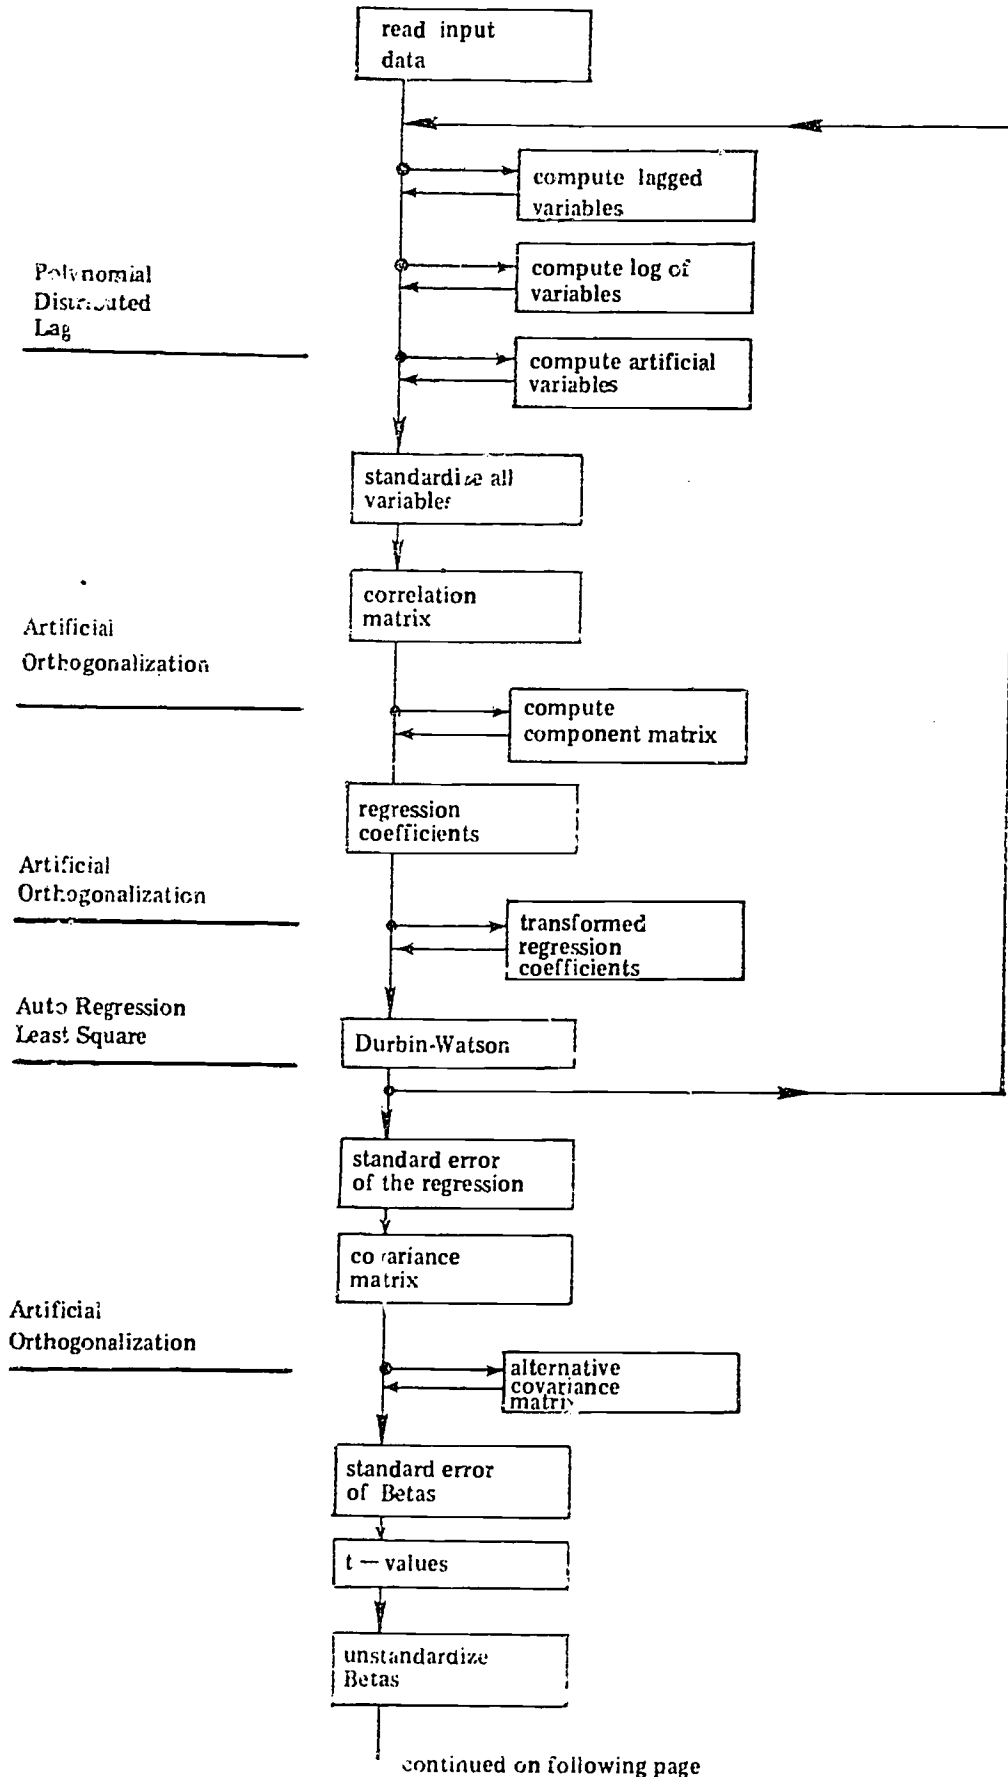 read input
data
compute lagged
variables
Polynomial
Distributed
Lag
compute log of
variables
compute artificial
variables
standardize all
variables
correlation
matrix
Artificial
Orthogonalization
compute
component matrix
regression
coefficients
Artificial
Orthogonalization
transformed
regression
coefficients
Auto Regression
Least Square
Durbin-Watson
standard error
of the regression
covariance
matrix
Artificial
Orthogonalization
alternative
covariance
matrix
standard error
of Betas
t — values
unstandardize
Betas
continued on following page